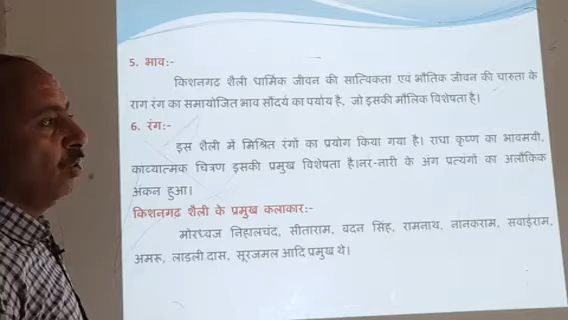 5. भाव:-
किशनगढ शैली धार्मिक जीवन की सात्विकता एवं भौतिक जीवन की चारुता के
राग रंग का समायोजित भाव सौंदर्य का पर्याय है, जो इसकी मौलिक विशेषता है।
6. रंग:-
इस शैली में मिश्रित रंगों का प्रयोग किया गया है। राधा कृष्ण का भावमयी,
काव्यात्मक चित्रण इसकी प्रमुख विशेषता है।नर-नारी के अंग प्रत्यंगों का अलौकिक
अंकन हुआ।
किशनगढ शैली के प्रमुख कलाकार:-
मोरध्वज निहालचंद, सीताराम, बदन सिंह, रामनाथ, नानकराम, सवाईराम,
अमरू, लाडली दास, सूरजमल आदि प्रमुख थे।